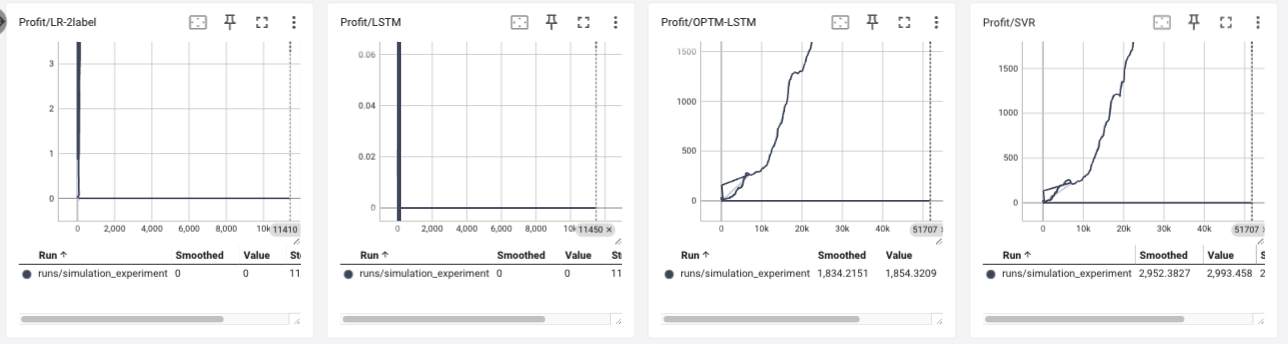 Profit/LR-2label
3
2
1
0
0 2,000 4,000 6,000 8,000 10k 11410
Run ↑ Smoothed Value St
runs/simulation_experiment 0 0 11
Profit/LSTM
0.06
0.04
0.02
0
0 2,000 4,000 6,000 8,000 10k 11450 ×
Run ↑ Smoothed Value St
runs/simulation_experiment 0 0 11
Profit/OPTM-LSTM
1500
1000
500
0
0 10k 20k 30k 40k 51707
Run ↑ Smoothed Value
runs/simulation_experiment 1,834.2151 1,854.3209
Profit/SVR
1500
1000
500
0
0 10k 20k 30k 40k 51707
Run ↑ Smoothed Value S
runs/simulation_experiment 2,952.3827 2,993.458 2